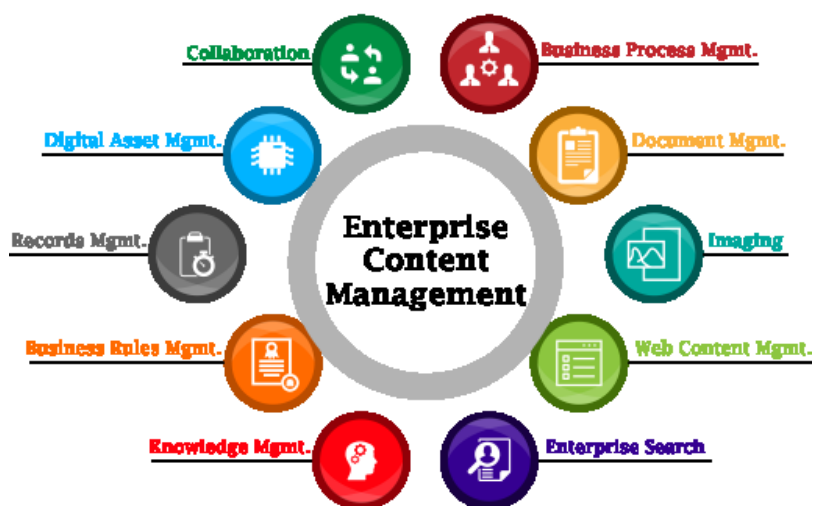 Collaboration
Business Process Mgmt.
Digital Asset Mgmt.
Document Mgmt.
Records Mgmt.
Enterprise
Content
Management
Imaging
Business Rules Mgmt.
Web Content Mgmt.
Knowledge Mgmt.
Enterprise Search